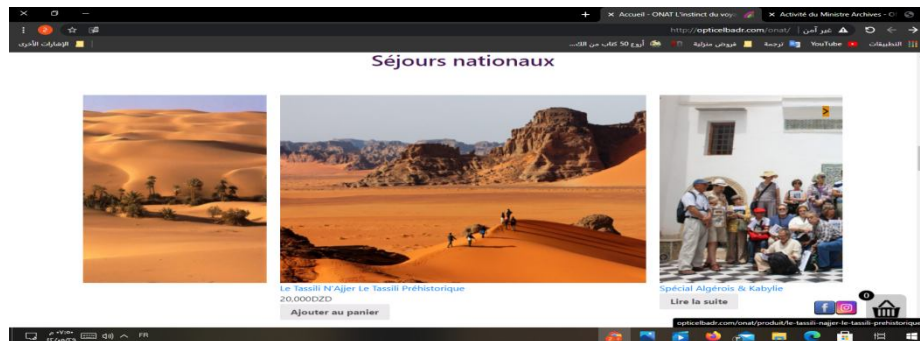 Accueil - ONAT L'instinct du voy
Activité du Ministre Archives - O
http://opticelbadr.com/onat/ | غير آمن
التطبيقات
YouTube
ترجمة
فروض منزلية
أروع 50 كتاب من الك...
الإشارات الأخرى
Séjours nationaux
Le Tassili N'Ajjer Le Tassili Préhistorique
20,000DZD
Ajouter au panier
Spécial Algérois & Kabylie
Lire la suite
0
opticelbadr.com/onat/produit/le-tassili-najjer-le-tassili-prehistorique
FR